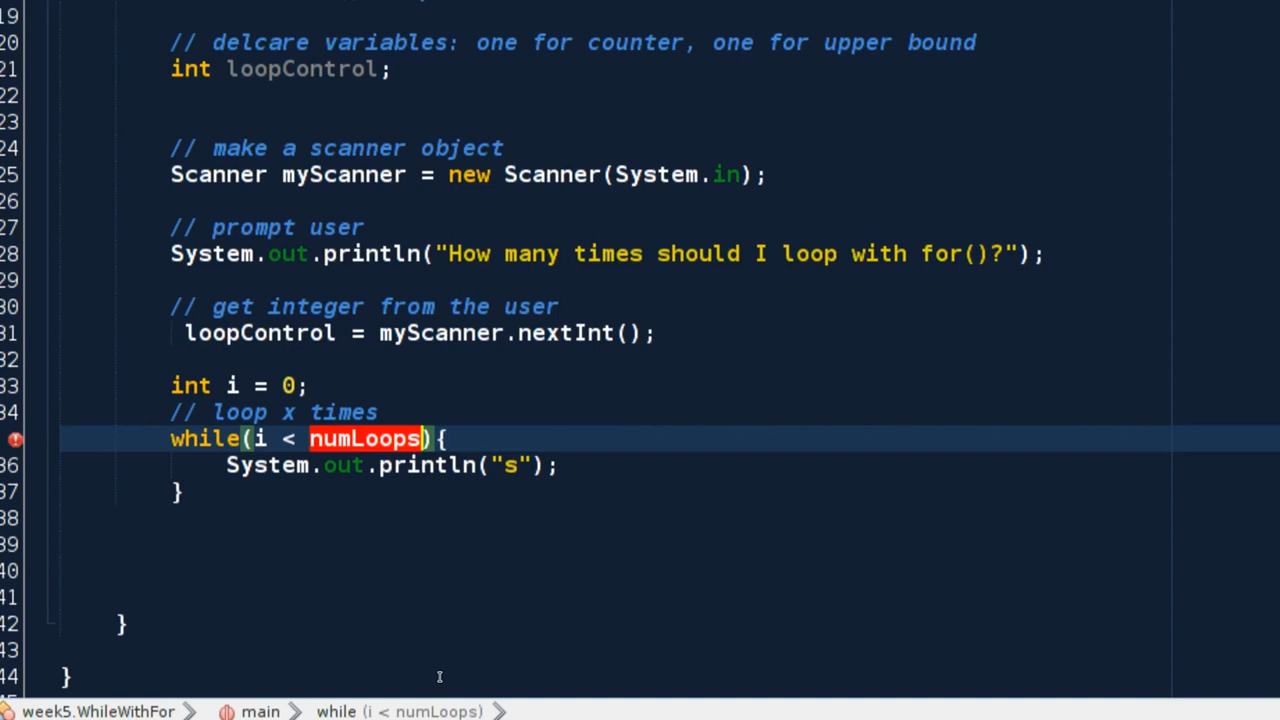 19
20 // delcare variables: one for counter, one for upper bound
21 int loopControl;
22
23
24 // make a scanner object
25 Scanner myScanner = new Scanner(System.in);
26
27 // prompt user
28 System.out.println("How many times should I loop with for()?");
29
30 // get integer from the user
31 loopControl = myScanner.nextInt();
32
33 int i = 0;
34 // loop x times
while(i < numLoops){
36 System.out.println("s");
37 }
38
39
40
41
42 }
43
44 }
week5.WhileWithFor main while (i < numLoops)